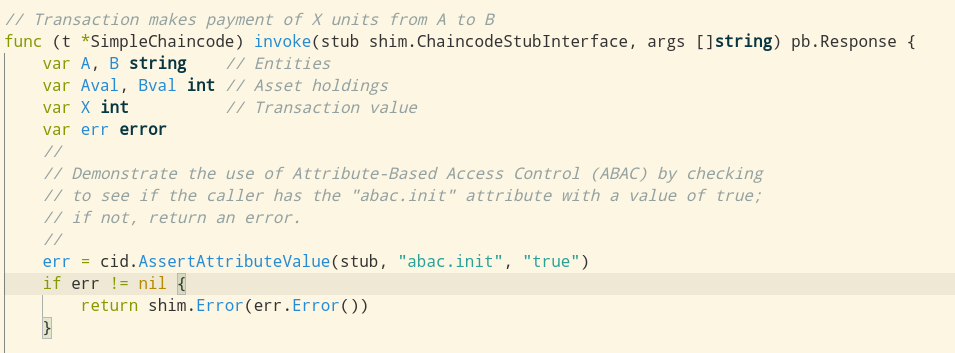 // Transaction makes payment of X units from A to B
func (t *SimpleChaincode) invoke(stub shim.ChaincodeStubInterface, args []string) pb.Response {
    var A, B string    // Entities
    var Aval, Bval int // Asset holdings
    var X int          // Transaction value
    var err error
    //
    // Demonstrate the use of Attribute-Based Access Control (ABAC) by checking
    // to see if the caller has the "abac.init" attribute with a value of true;
    // if not, return an error.
    //
    err = cid.AssertAttributeValue(stub, "abac.init", "true")
    if err != nil {
        return shim.Error(err.Error())
    }